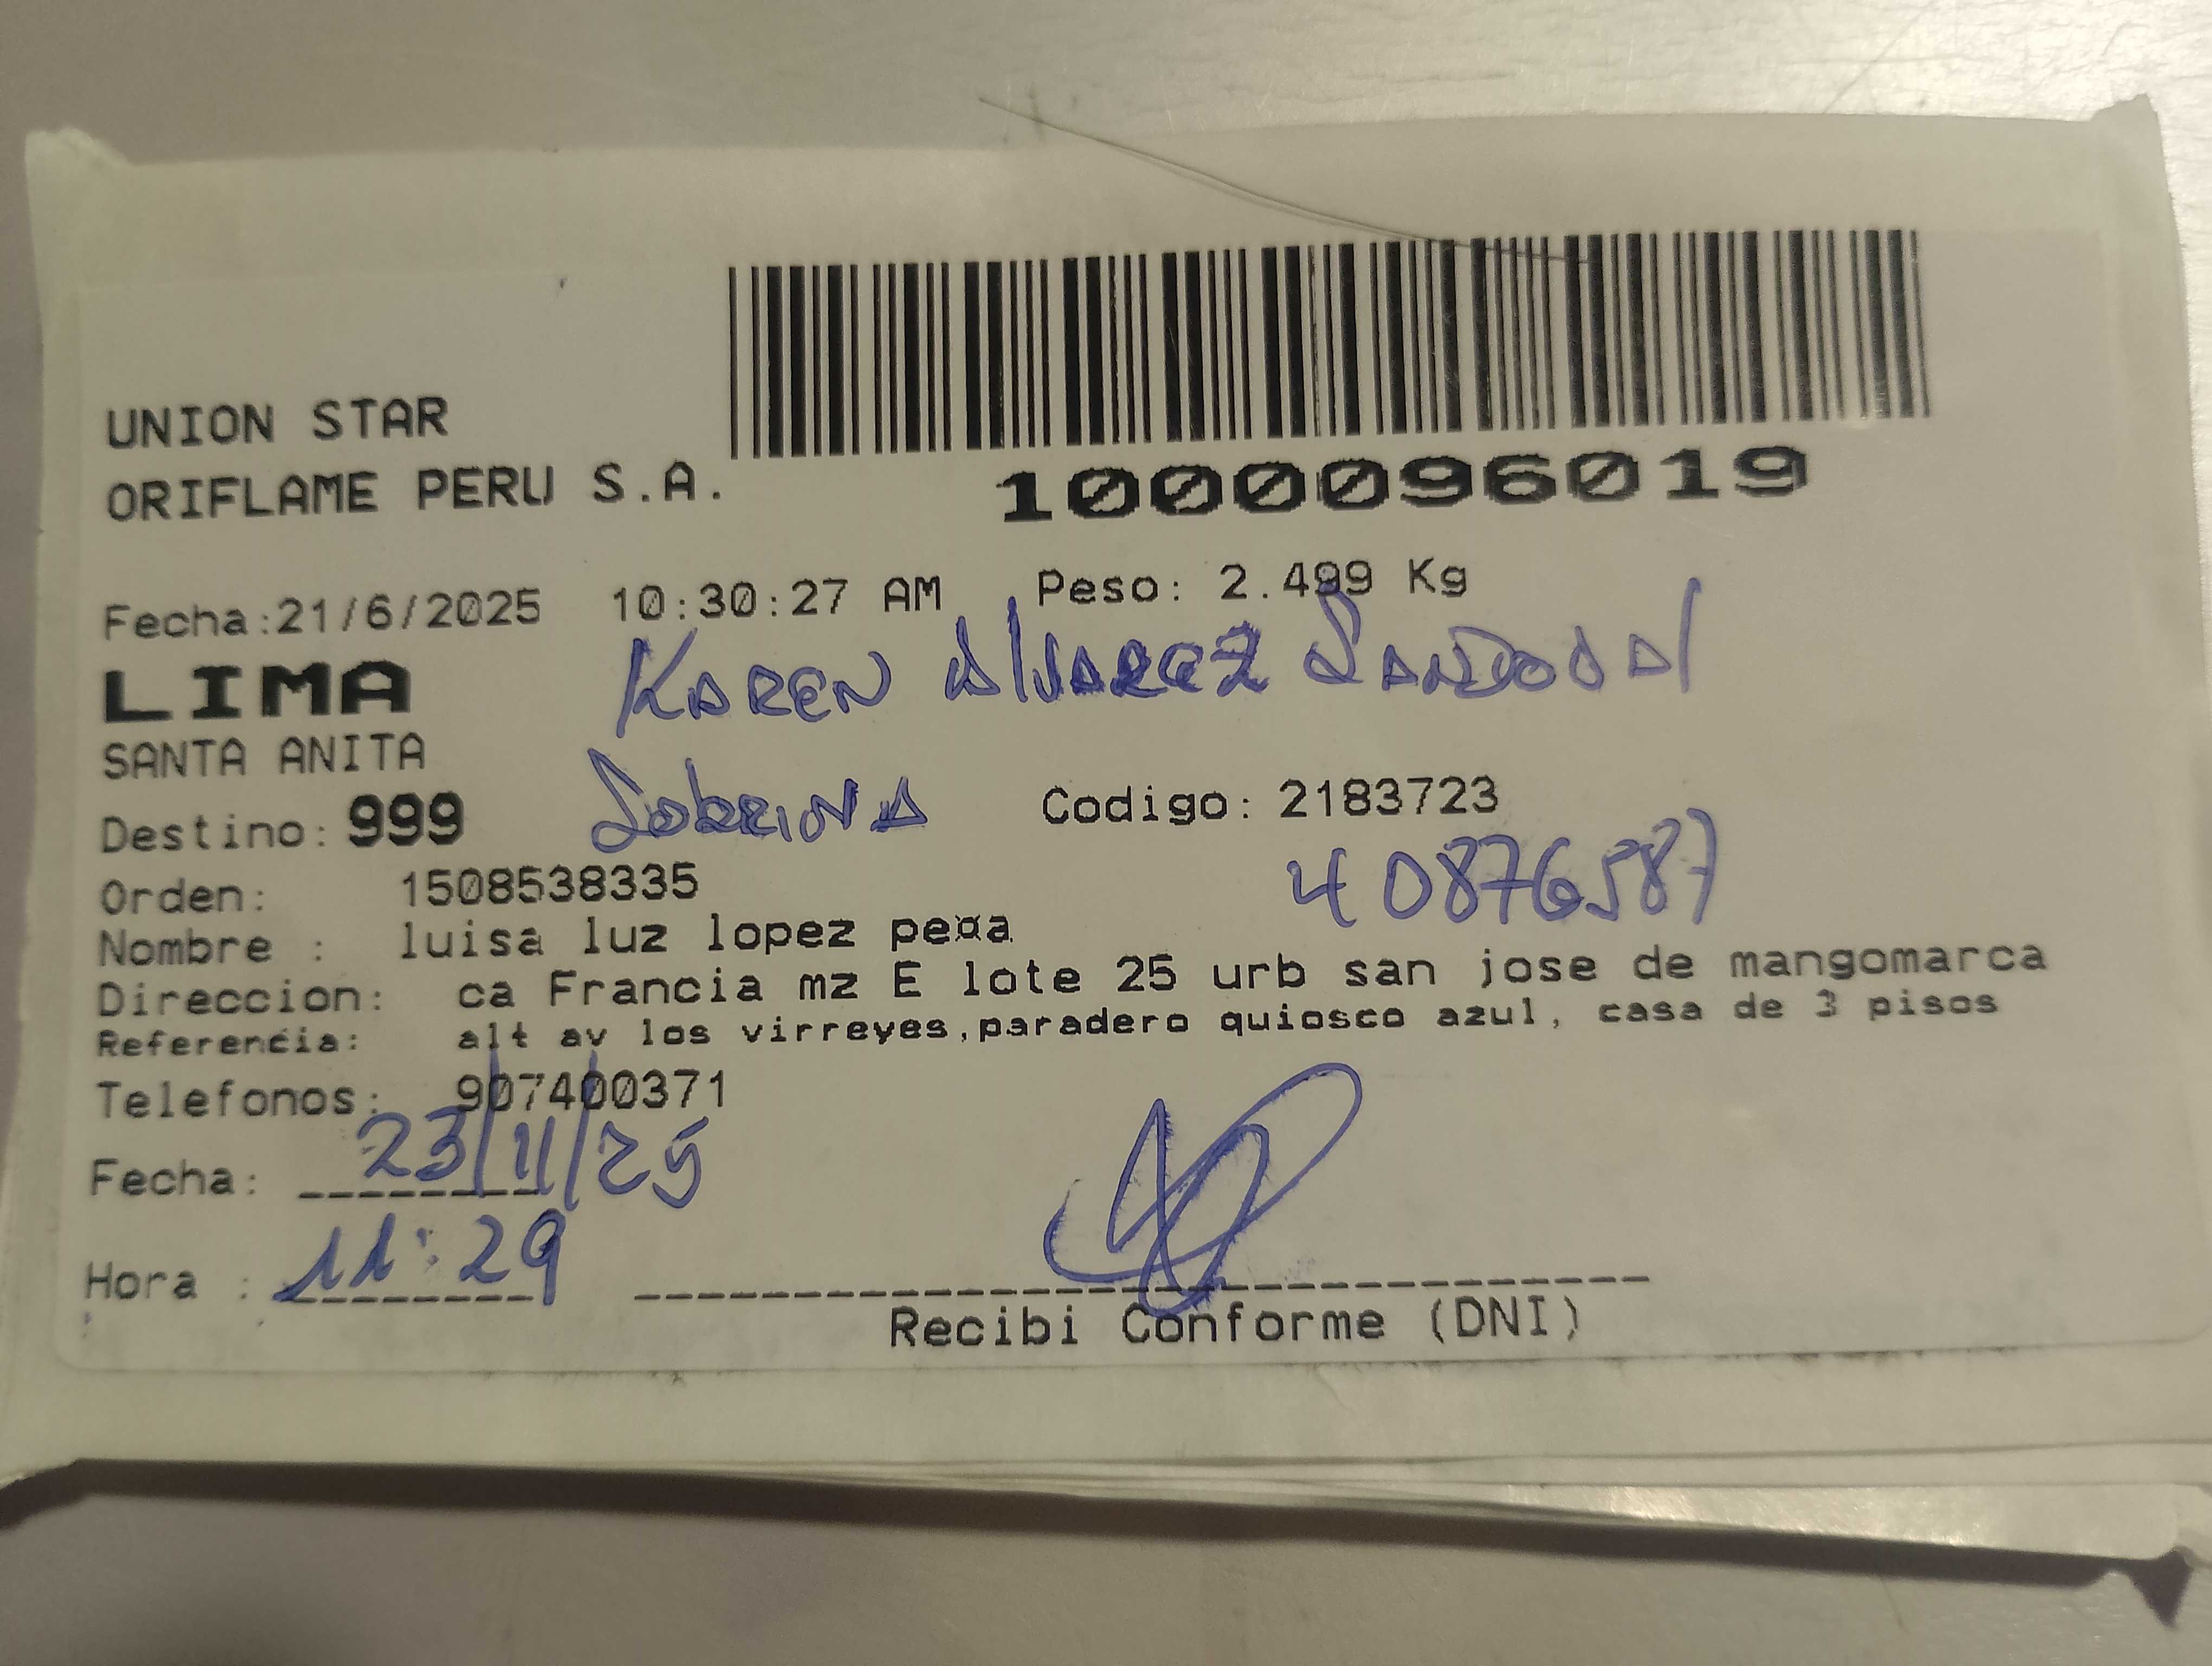 UNION STAR
ORIFLAME PERU S.A.
1000096019
Fecha:21/6/2025 10:30:27 AM Peso: 2.499 Kg
LIMA
KAREN AlVAREZ SANDOVAl
SANTA ANITA
Destino: 999 SOBRINA Codigo: 2183723
40876587
Orden: 1508538335
Nombre : luisa luz lopez pe¤a
Direccion: ca Francia mz E lote 25 urb san jose de mangomarca
Referencia: alt av los virreyes,paradero quiosco azul, casa de 3 pisos
Telefonos: 907400371
Fecha: 23/11/25
Hora : 11:29
Recibi Conforme (DNI)